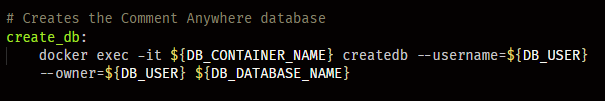 # Creates the Comment Anywhere database
create_db:
docker exec -it ${DB_CONTAINER_NAME} createdb --username=${DB_USER}
--owner=${DB_USER} ${DB_DATABASE_NAME}